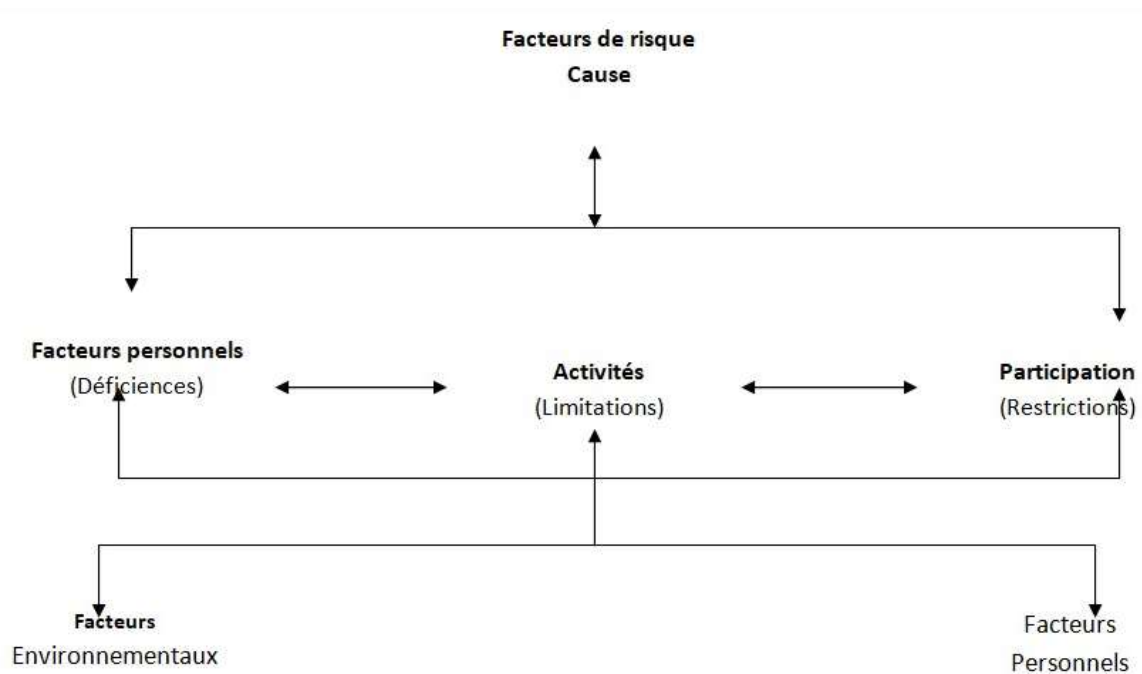 Facteurs de risque
Cause
Facteurs personnels
(Déficiences)
Activités
(Limitations)
Participation
(Restrictions)
Facteurs
Environnementaux
Facteurs
Personnels